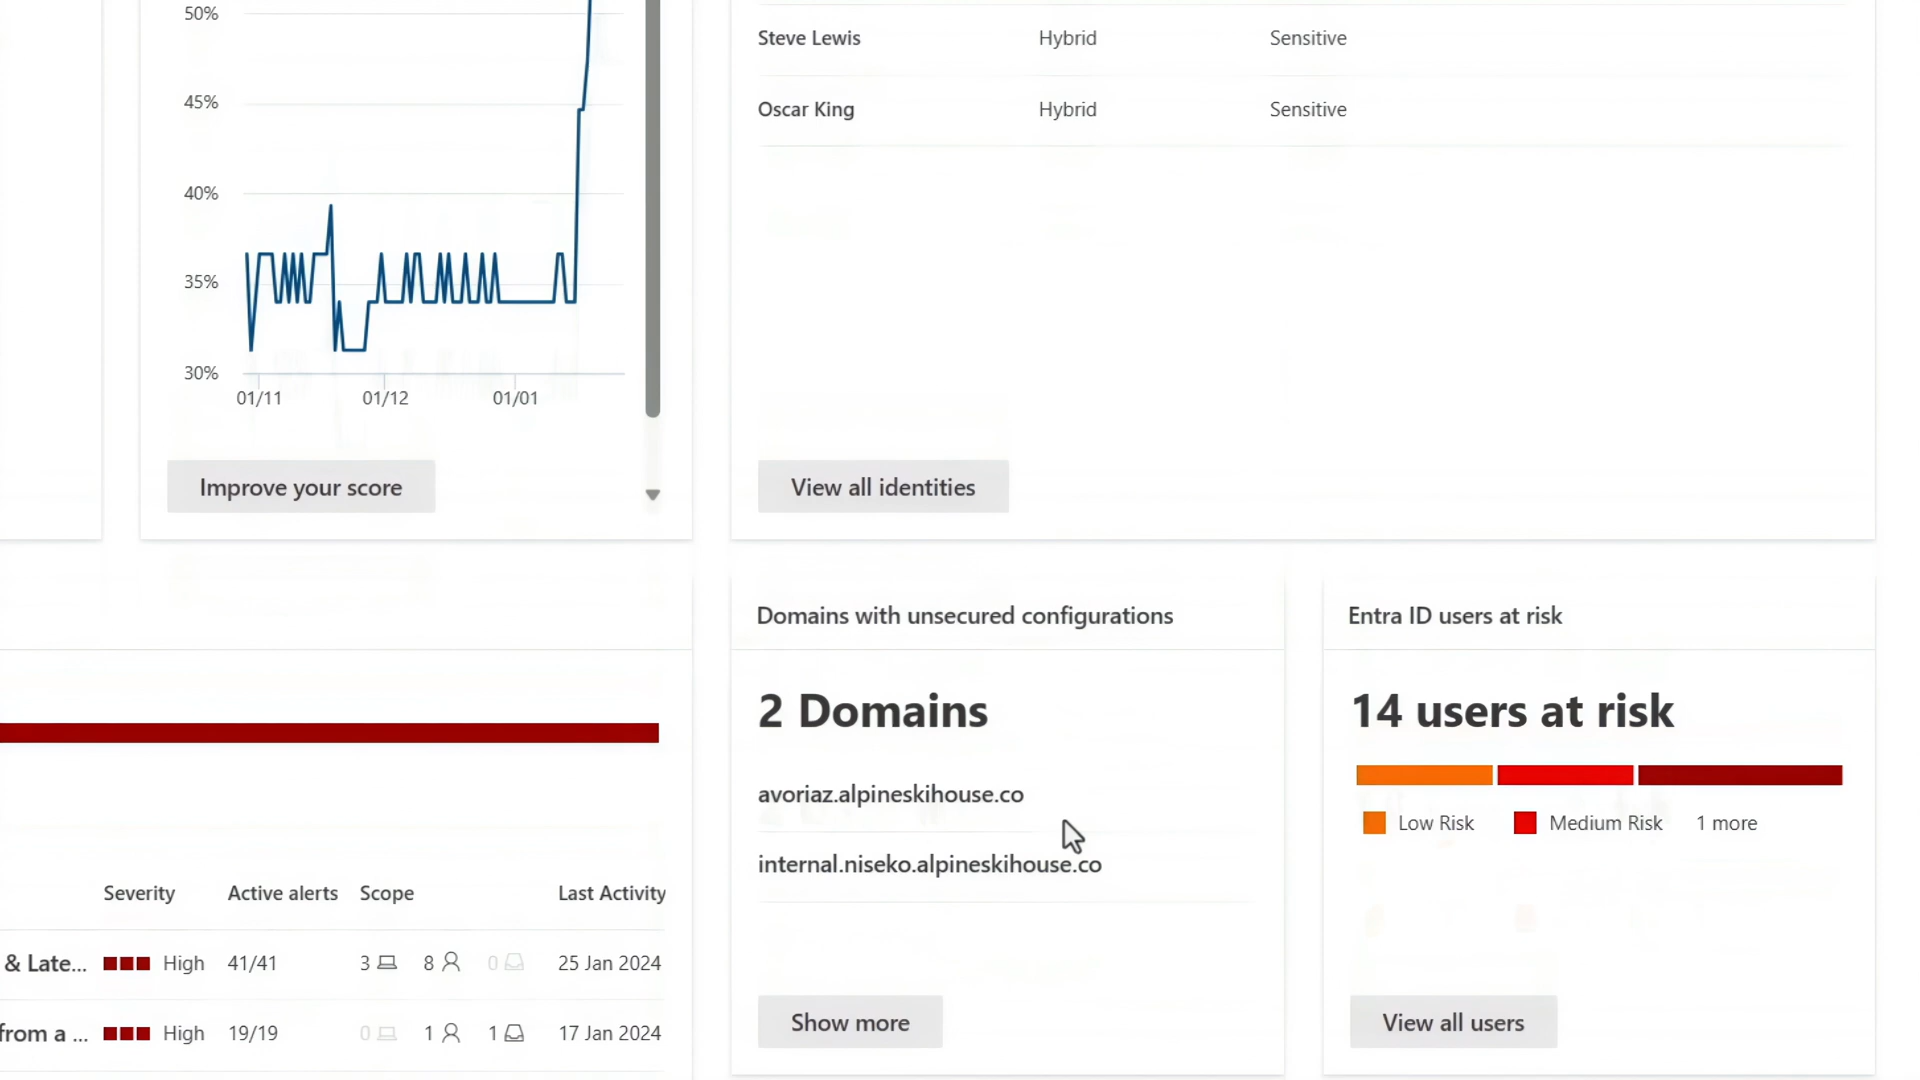 50%
45%
40%
35%
30%
01/11 01/12 01/01
Improve your score
Steve Lewis Hybrid Sensitive
Oscar King Hybrid Sensitive
View all identities
Severity Active alerts Scope Last Activity
& Late... High 41/41 3 8 0 25 Jan 2024
from a ... High 19/19 0 1 1 17 Jan 2024
Domains with unsecured configurations
2 Domains
avoriaz.alpineskihouse.co
internal.niseko.alpineskihouse.co
Show more
Entra ID users at risk
14 users at risk
Low Risk Medium Risk 1 more
View all users